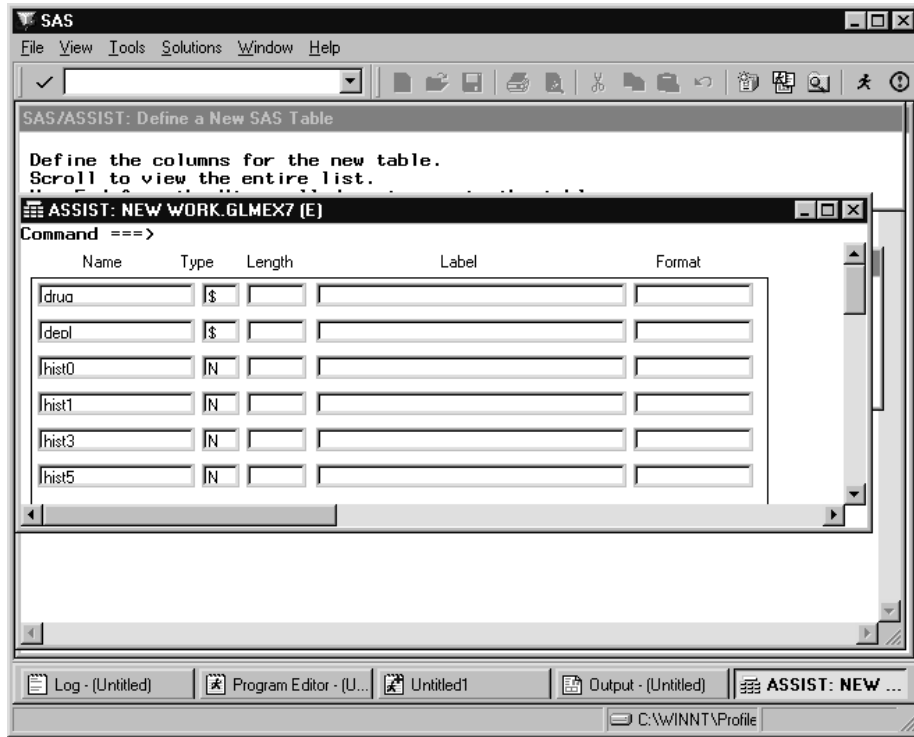 SAS
File View Tools Solutions Window Help
SAS/ASSIST: Define a New SAS Table
Define the columns for the new table.
Scroll to view the entire list.
ASSIST: NEW WORK.GLMEX7 (E)
Command ===>
Name Type Length Label Format
drug $
depl $
hist0 N
hist1 N
hist3 N
hist5 N
Log - (Untitled) Program Editor - (U... Untitled1 Output - (Untitled) ASSIST: NEW ...
C:\WINNT\Profile